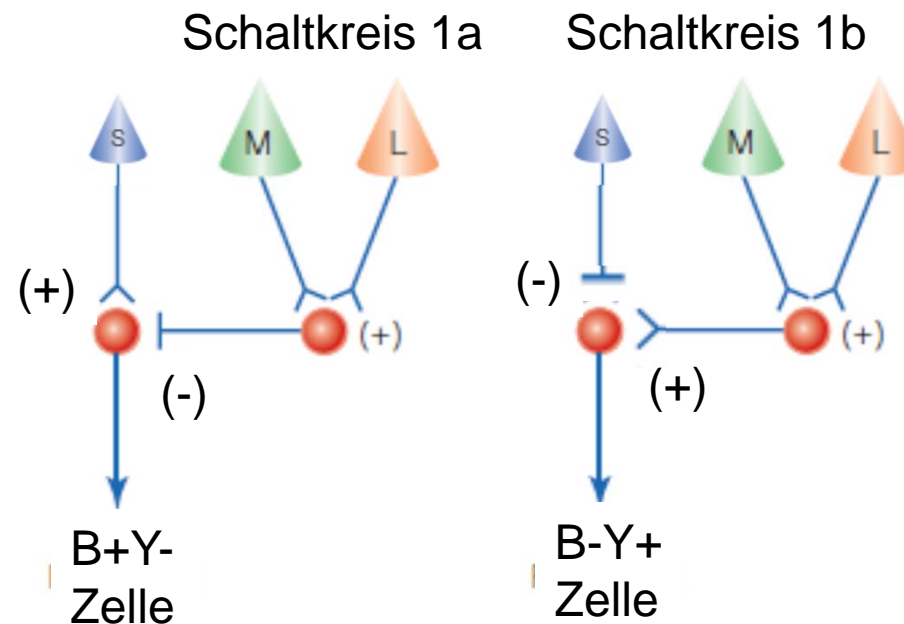 Schaltkreis 1a
Schaltkreis 1b
S M L
S M L
(+)
(+)
(-)
(-)
(+)
(+)
B+Y-
Zelle
B-Y+
Zelle